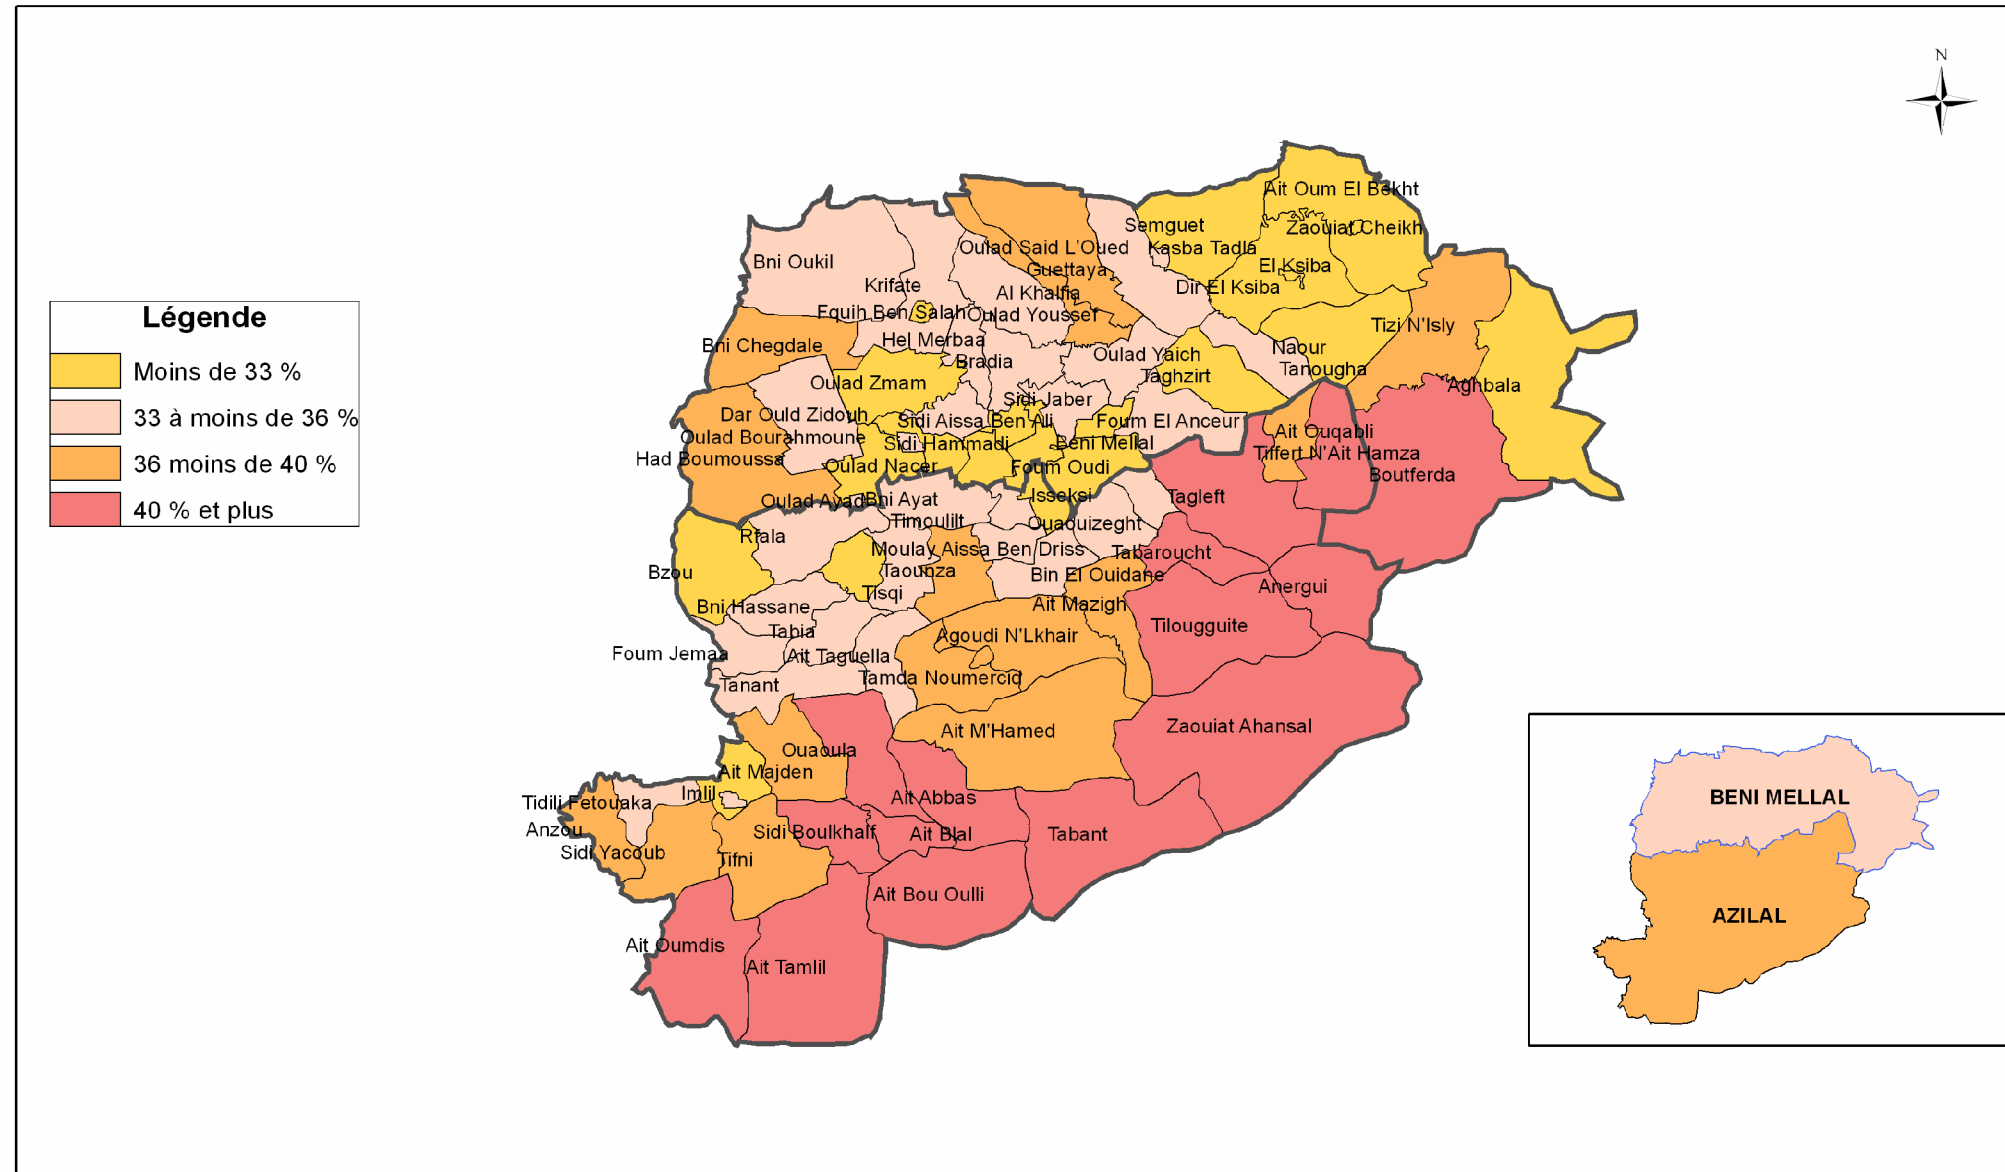 N
Ait Oum El Bekht
Semguet
Zaouiat Cheikh
Oulad Said L'Oued
Kasba Tadla
Bni Oukil
Guettaya
El Ksiba
Krifate
Al Khalfia
Dir El Ksiba
Fquih Ben Salah
Oulad Youssef
Légende
Tizi N'Isly
Hel Merbaa
Bni Chegdale
Naour
Bradia
Oulad Yaich
Tanougha
Moins de 33 %
Taghzirt
Oulad Zmam
Aghbala
Sidi Jaber
33 à moins de 36 %
Dar Ould Zidouh
Sidi Aissa Ben Ali
Foum El Anceur
Ait Ouqabli
Oulad Bourahmoune
Sidi Hammadi
Beni Mellal
Tiffert N'Ait Hamza
Had Boumoussa
36 moins de 40 %
Oulad Nacer
Foum Oudi
Boutferda
Isseksi
Tagleft
Oulad Ayad
Bni Ayat
40 % et plus
Timoulilt
Ouaouizeght
Rfala
Moulay Aissa Ben Driss
Tabaroucht
Bzou
Taounza
Bin El Ouidane
Anergui
Tisqi
Bni Hassane
Ait Mazigh
Tabia
Agoudi N'Lkhair
Tilougguite
Foum Jemaa
Ait Taguella
Tanant
Tamda Noumercid
Zaouiat Ahansal
Ait M'Hamed
Ouaoula
Ait Majden
Imlil
Ait Abbas
BENI MELLAL
Tidili Fetouaka
Anzou
Sidi Boulkhalf
Ait Blal
Tabant
Sidi Yacoub
Tifni
Ait Bou Oulli
AZILAL
Ait Oumdis
Ait Tamlil